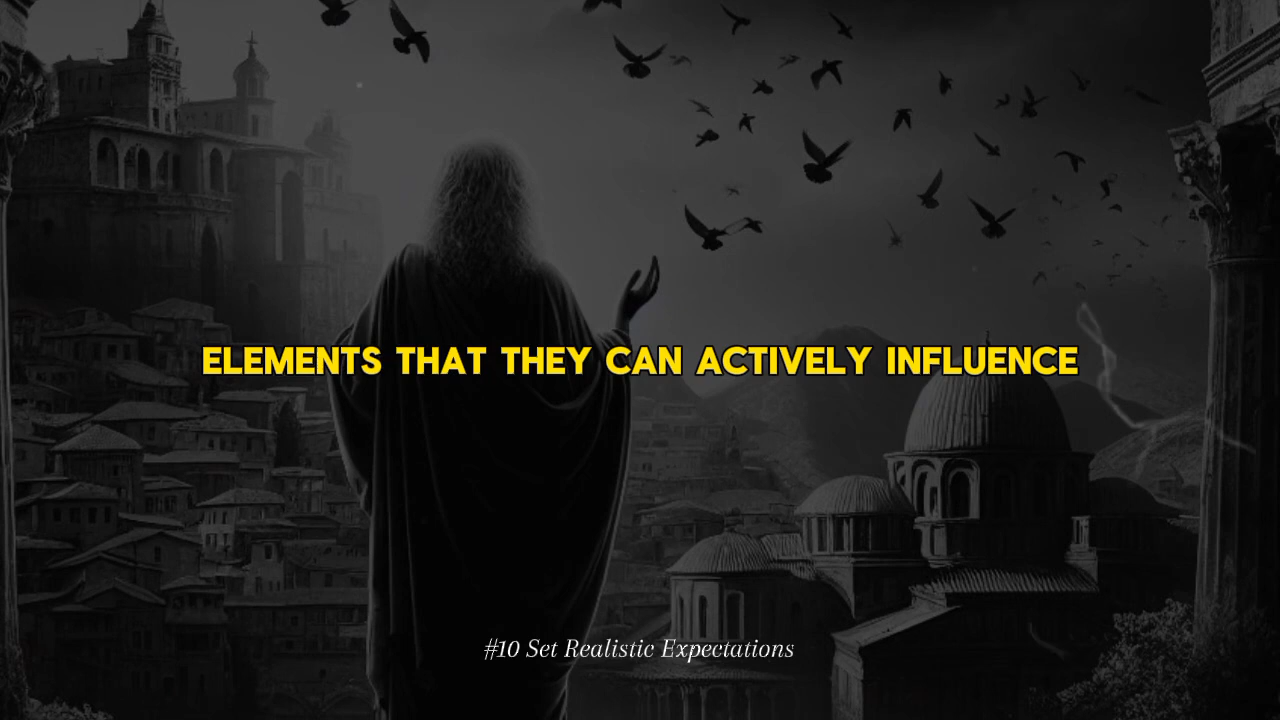 ELEMENTS THAT THEY CAN ACTIVELY INFLUENCE
#10 Set Realistic Expectations